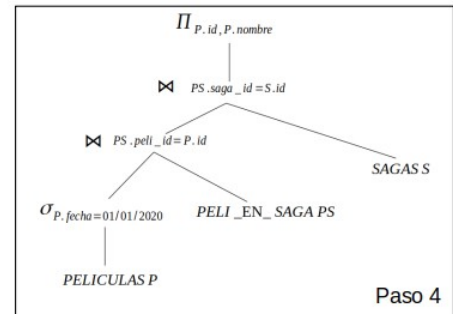 Π P.id, P.nombre
⋈ PS.saga_id=S.id
⋈ PS.peli_id=P.id
SAGAS S
σ P.fecha=01/01/2020
PELI_EN_SAGA PS
PELICULAS P
Paso 4